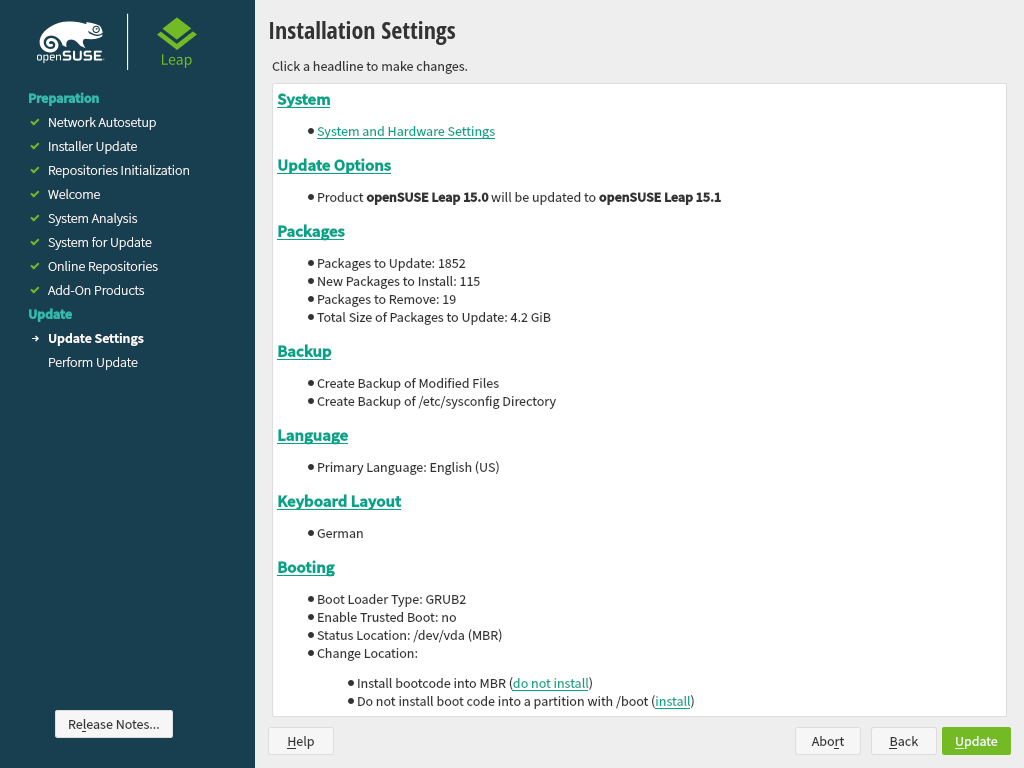 openSUSE
Leap
Preparation
Network Autosetup
Installer Update
Repositories Initialization
Welcome
System Analysis
System for Update
Online Repositories
Add-On Products
Update
Update Settings
Perform Update
Release Notes...
Installation Settings
Click a headline to make changes.
System
System and Hardware Settings
Update Options
Product openSUSE Leap 15.0 will be updated to openSUSE Leap 15.1
Packages
Packages to Update: 1852
New Packages to Install: 115
Packages to Remove: 19
Total Size of Packages to Update: 4.2 GiB
Backup
Create Backup of Modified Files
Create Backup of /etc/sysconfig Directory
Language
Primary Language: English (US)
Keyboard Layout
German
Booting
Boot Loader Type: GRUB2
Enable Trusted Boot: no
Status Location: /dev/vda (MBR)
Change Location:
Install bootcode into MBR (do not install)
Do not install boot code into a partition with /boot (install)
Help
Abort
Back
Update